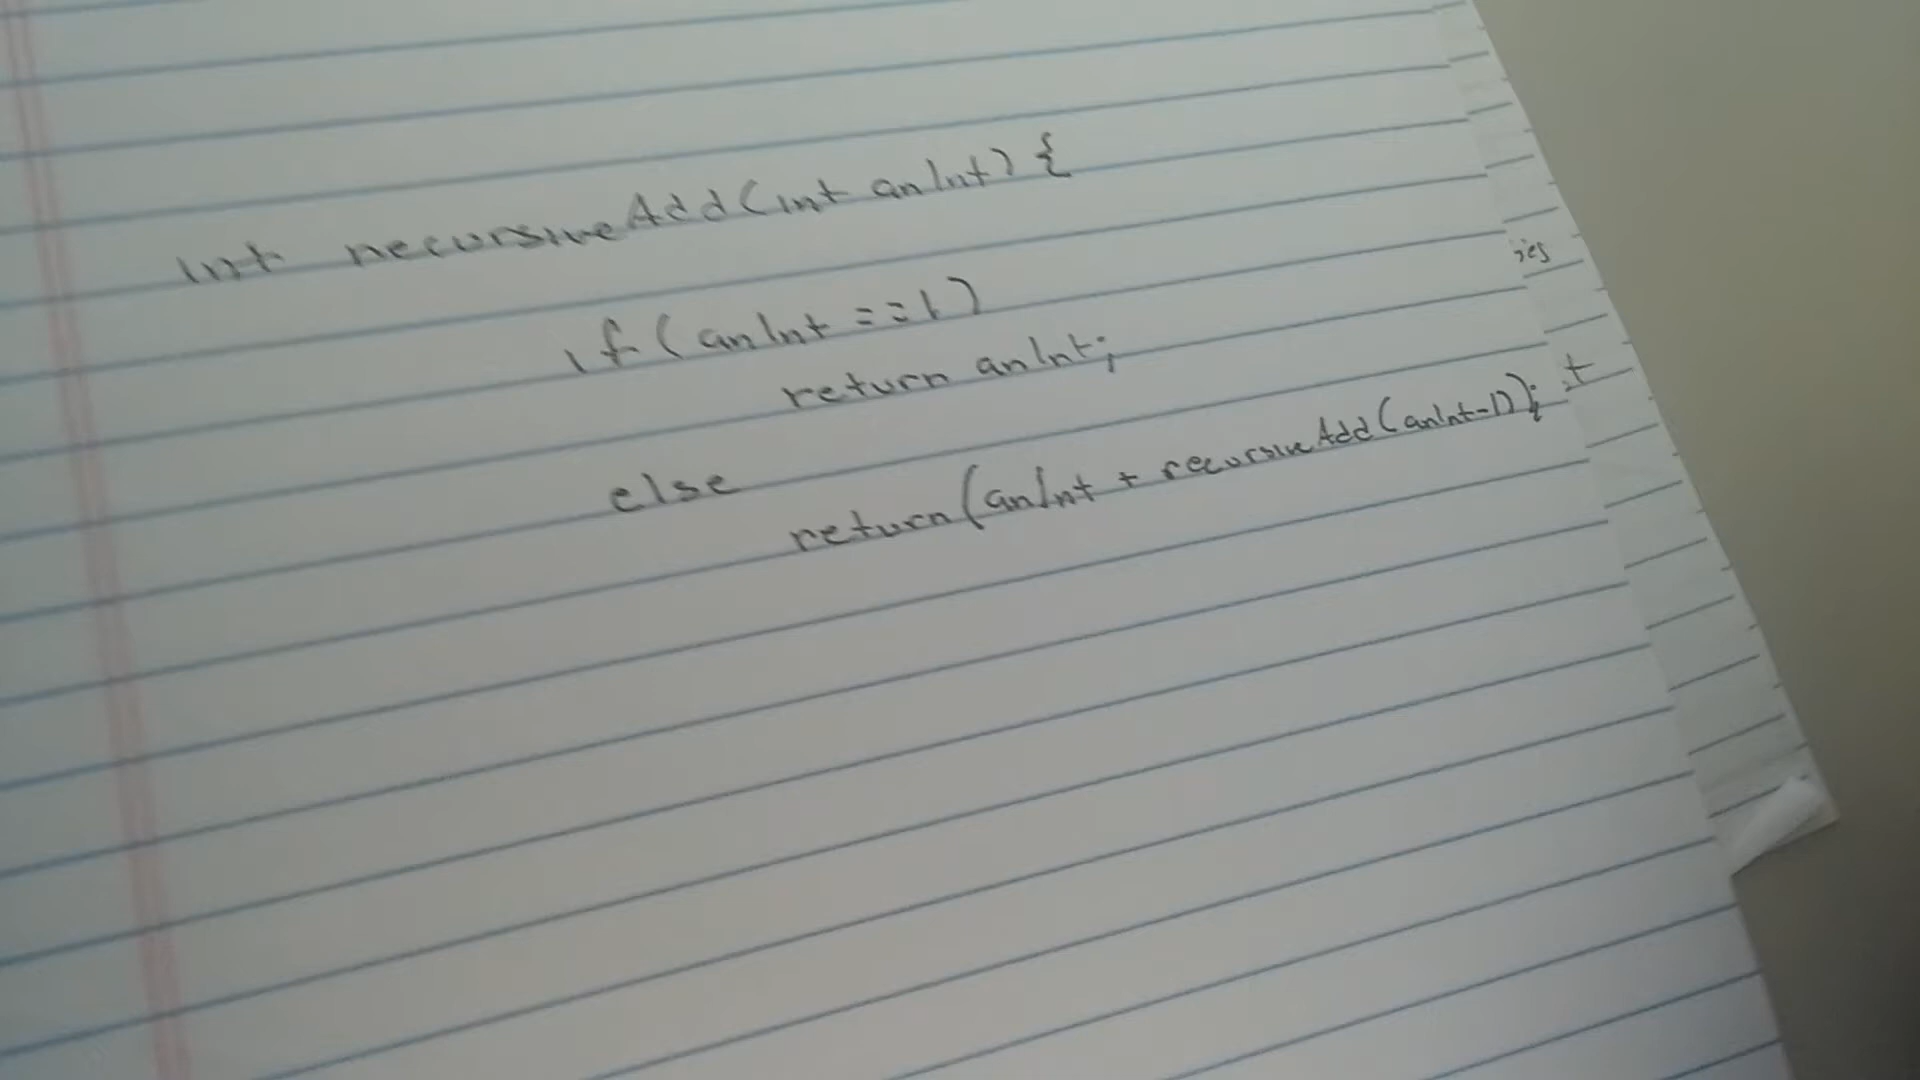 int recursiveAdd(int anInt) {
if (anInt == 1)
return anInt;
else
return (anInt + recursiveAdd(anInt-1));